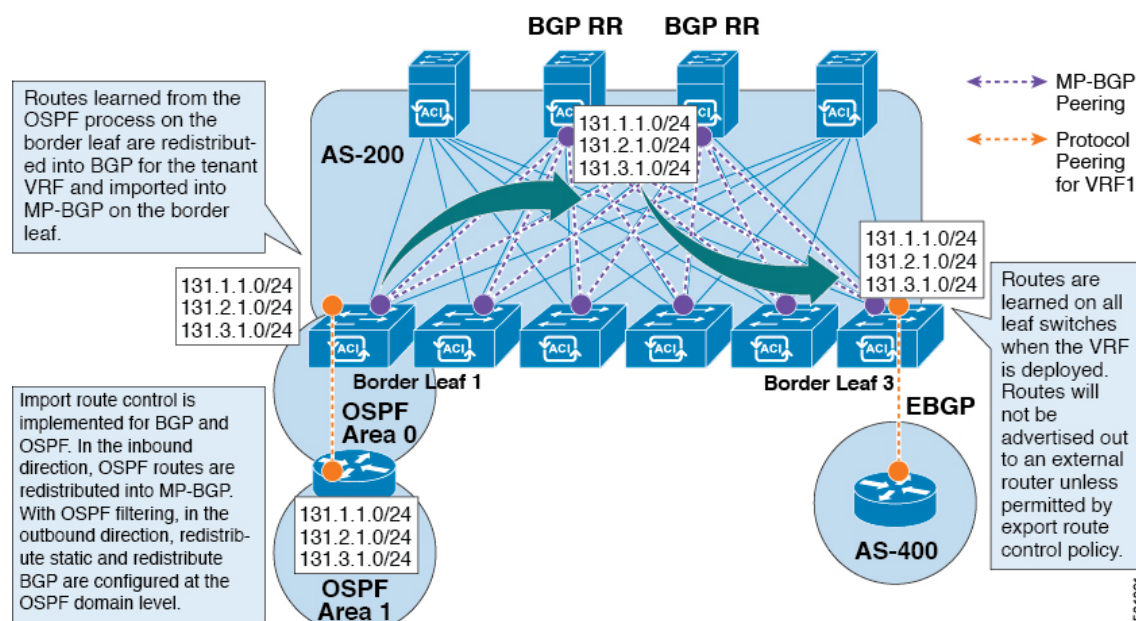 BGP RR
BGP RR
MP-BGP
Peering
Protocol
Peering
for VRF1
Routes learned from the
OSPF process on the
border leaf are redistribut-
ed into BGP for the tenant
VRF and imported into
MP-BGP on the border
leaf.
ACI
ACI
ACI
ACI
AS-200
131.1.1.0/24
131.2.1.0/24
131.3.1.0/24
131.1.1.0/24
131.2.1.0/24
131.3.1.0/24
131.1.1.0/24
131.2.1.0/24
131.3.1.0/24
ACI
ACI
ACI
ACI
ACI
ACI
Border Leaf 1
Border Leaf 3
Routes are
learned on all
leaf switches
when the VRF
is deployed.
Routes will
not be
advertised out
to an external
router unless
permitted by
export route
control policy.
Import route control is
implemented for BGP and
OSPF. In the inbound
direction, OSPF routes are
redistributed into MP-BGP.
With OSPF filtering, in the
outbound direction, redistrib-
ute static and redistribute
BGP are configured at the
OSPF domain level.
OSPF
Area 0
131.1.1.0/24
131.2.1.0/24
131.3.1.0/24
OSPF
Area 1
EBGP
AS-400